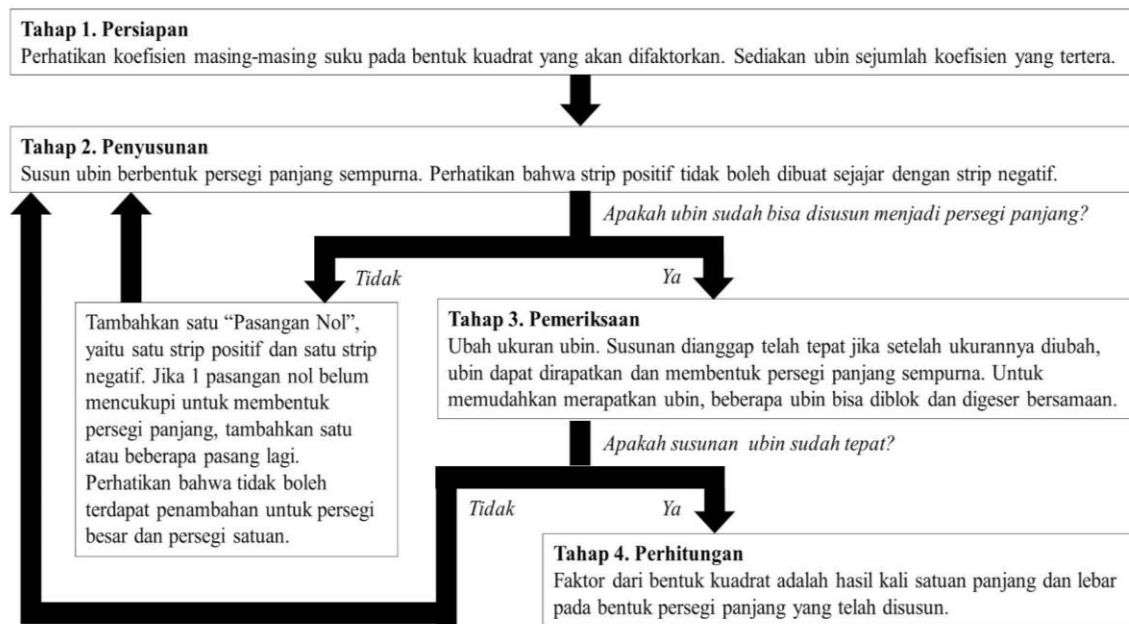 Tahap 1. Persiapan
Perhatikan koefisien masing-masing suku pada bentuk kuadrat yang akan difaktorkan. Sediakan ubin sejumlah koefisien yang tertera.
Tahap 2. Penyusunan
Susun ubin berbentuk persegi panjang sempurna. Perhatikan bahwa strip positif tidak boleh dibuat sejajar dengan strip negatif.
Apakah ubin sudah bisa disusun menjadi persegi panjang?
Tidak
Ya
Tambahkan satu “Pasangan Nol”,
yaitu satu strip positif dan satu strip
negatif. Jika 1 pasangan nol belum
mencukupi untuk membentuk
persegi panjang, tambahkan satu
atau beberapa pasang lagi.
Perhatikan bahwa tidak boleh
terdapat penambahan untuk persegi
besar dan persegi satuan.
Tahap 3. Pemeriksaan
Ubah ukuran ubin. Susunan dianggap telah tepat jika setelah ukurannya diubah,
ubin dapat dirapatkan dan membentuk persegi panjang sempurna. Untuk
memudahkan merapatkan ubin, beberapa ubin bisa diblok dan digeser bersamaan.
Apakah susunan ubin sudah tepat?
Tidak
Ya
Tahap 4. Perhitungan
Faktor dari bentuk kuadrat adalah hasil kali satuan panjang dan lebar
pada bentuk persegi panjang yang telah disusun.